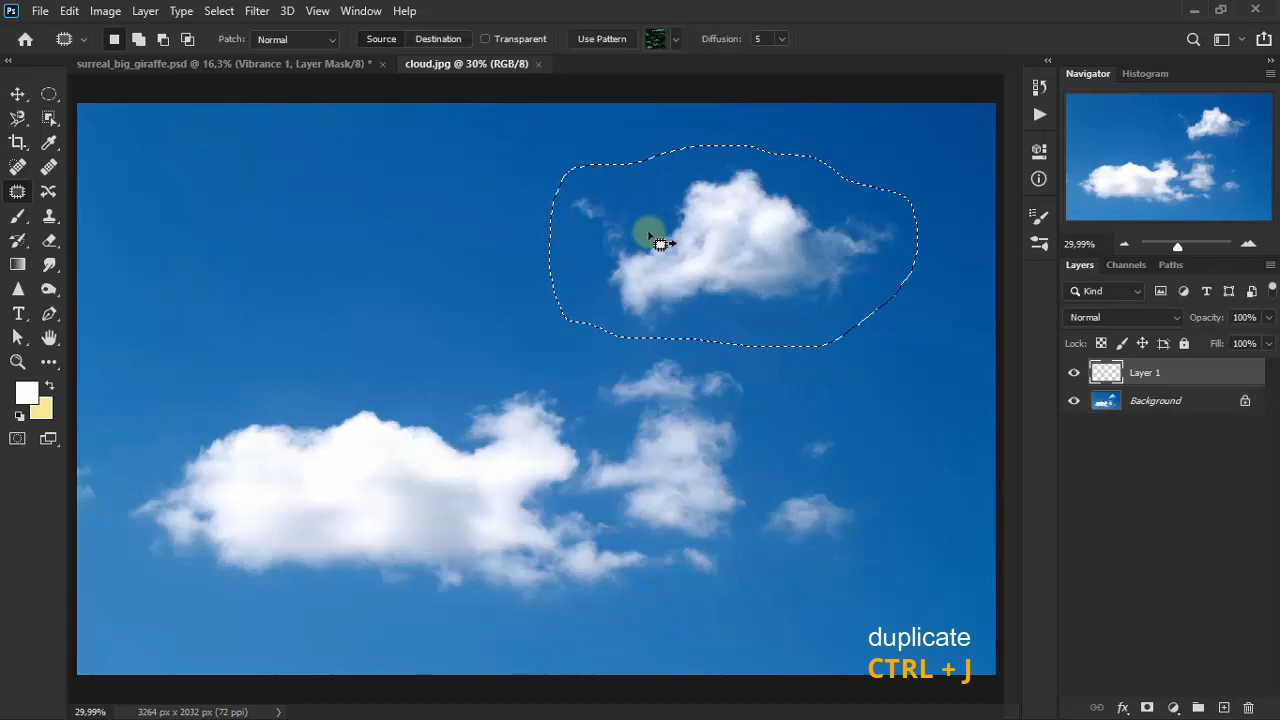 Ps File Edit Image Layer Type Select Filter 3D View Window Help
Patch: Normal Source Destination Transparent Use Pattern Diffusion: 5
surreal_big_giraffe.psd @ 16,3% (Vibrance 1, Layer Mask/8) * × cloud.jpg @ 30% (RGB/8) ×
Navigator Histogram
29,99%
Layers Channels Paths
Kind
Normal Opacity: 100%
Lock: Fill: 100%
Layer 1
Background
duplicate
CTRL + J
29,99% 3264 px x 2032 px (72 ppi)